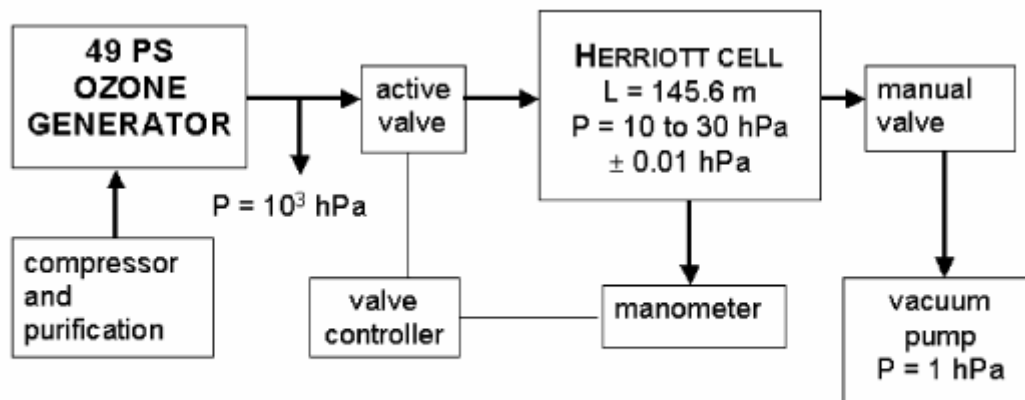 49 PS
OZONE
GENERATOR
active
valve
HERRIOTT CELL
L = 145.6 m
P = 10 to 30 hPa
± 0.01 hPa
manual
valve
P = 10³ hPa
compressor
and
purification
valve
controller
manometer
vacuum
pump
P = 1 hPa